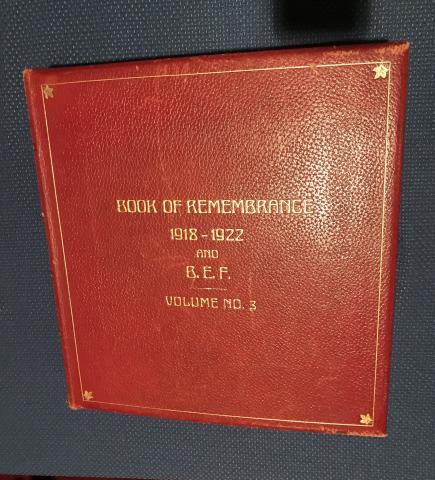 BOOK OF REMEMBRANCE
1918-1922
AND
B.E.F.
VOLUME NO. 3